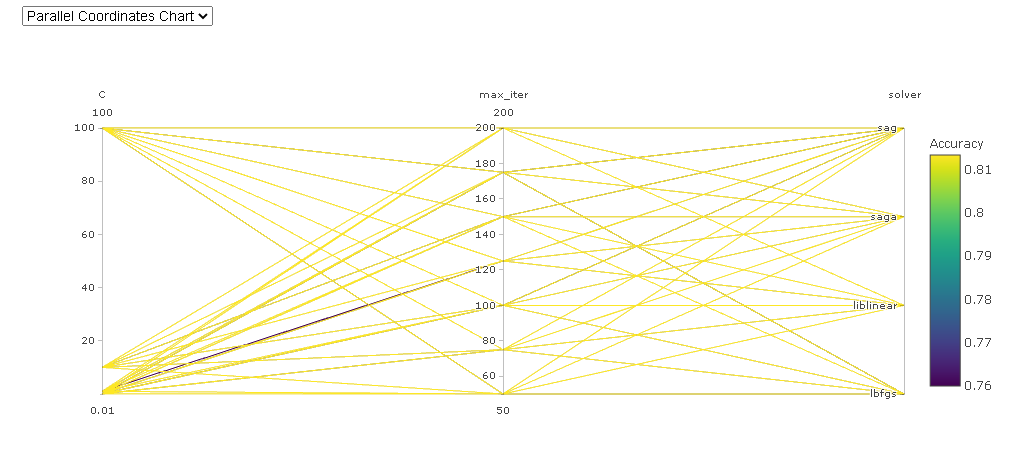 Parallel Coordinates Chart
C
max_iter
solver
100
200
100
80
60
40
20
0.01
200
180
160
140
120
100
80
60
50
sag
saga
liblinear
lbfgs
Accuracy
0.81
0.8
0.79
0.78
0.77
0.76